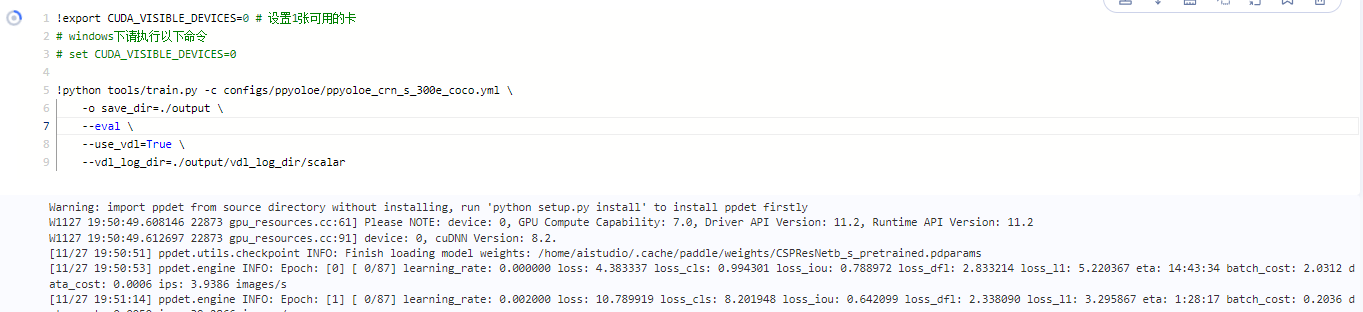 1 !export CUDA_VISIBLE_DEVICES=0 # 设置1张可用的卡
2 # windows下请执行以下命令
3 # set CUDA_VISIBLE_DEVICES=0
4
5 !python tools/train.py -c configs/ppyoloe/ppyoloe_crn_s_300e_coco.yml \
6 -o save_dir=./output \
7 --eval \
8 --use_vdl=True \
9 --vdl_log_dir=./output/vdl_log_dir/scalar
Warning: import ppdet from source directory without installing, run 'python setup.py install' to install ppdet firstly
W1127 19:50:49.608146 22873 gpu_resources.cc:61] Please NOTE: device: 0, GPU Compute Capability: 7.0, Driver API Version: 11.2, Runtime API Version: 11.2
W1127 19:50:49.612697 22873 gpu_resources.cc:91] device: 0, cuDNN Version: 8.2.
[11/27 19:50:51] ppdet.utils.checkpoint INFO: Finish loading model weights: /home/aistudio/.cache/paddle/weights/CSPResNetb_s_pretrained.pdparams
[11/27 19:50:53] ppdet.engine INFO: Epoch: [0] [ 0/87] learning_rate: 0.000000 loss: 4.383337 loss_cls: 0.994301 loss_iou: 0.788972 loss_dfl: 2.833214 loss_l1: 5.220367 eta: 14:43:34 batch_cost: 2.0312 d
ata_cost: 0.0006 ips: 3.9386 images/s
[11/27 19:51:14] ppdet.engine INFO: Epoch: [1] [ 0/87] learning_rate: 0.002000 loss: 10.789919 loss_cls: 8.201948 loss_iou: 0.642099 loss_dfl: 2.338090 loss_l1: 3.295867 eta: 1:28:17 batch_cost: 0.2036 d